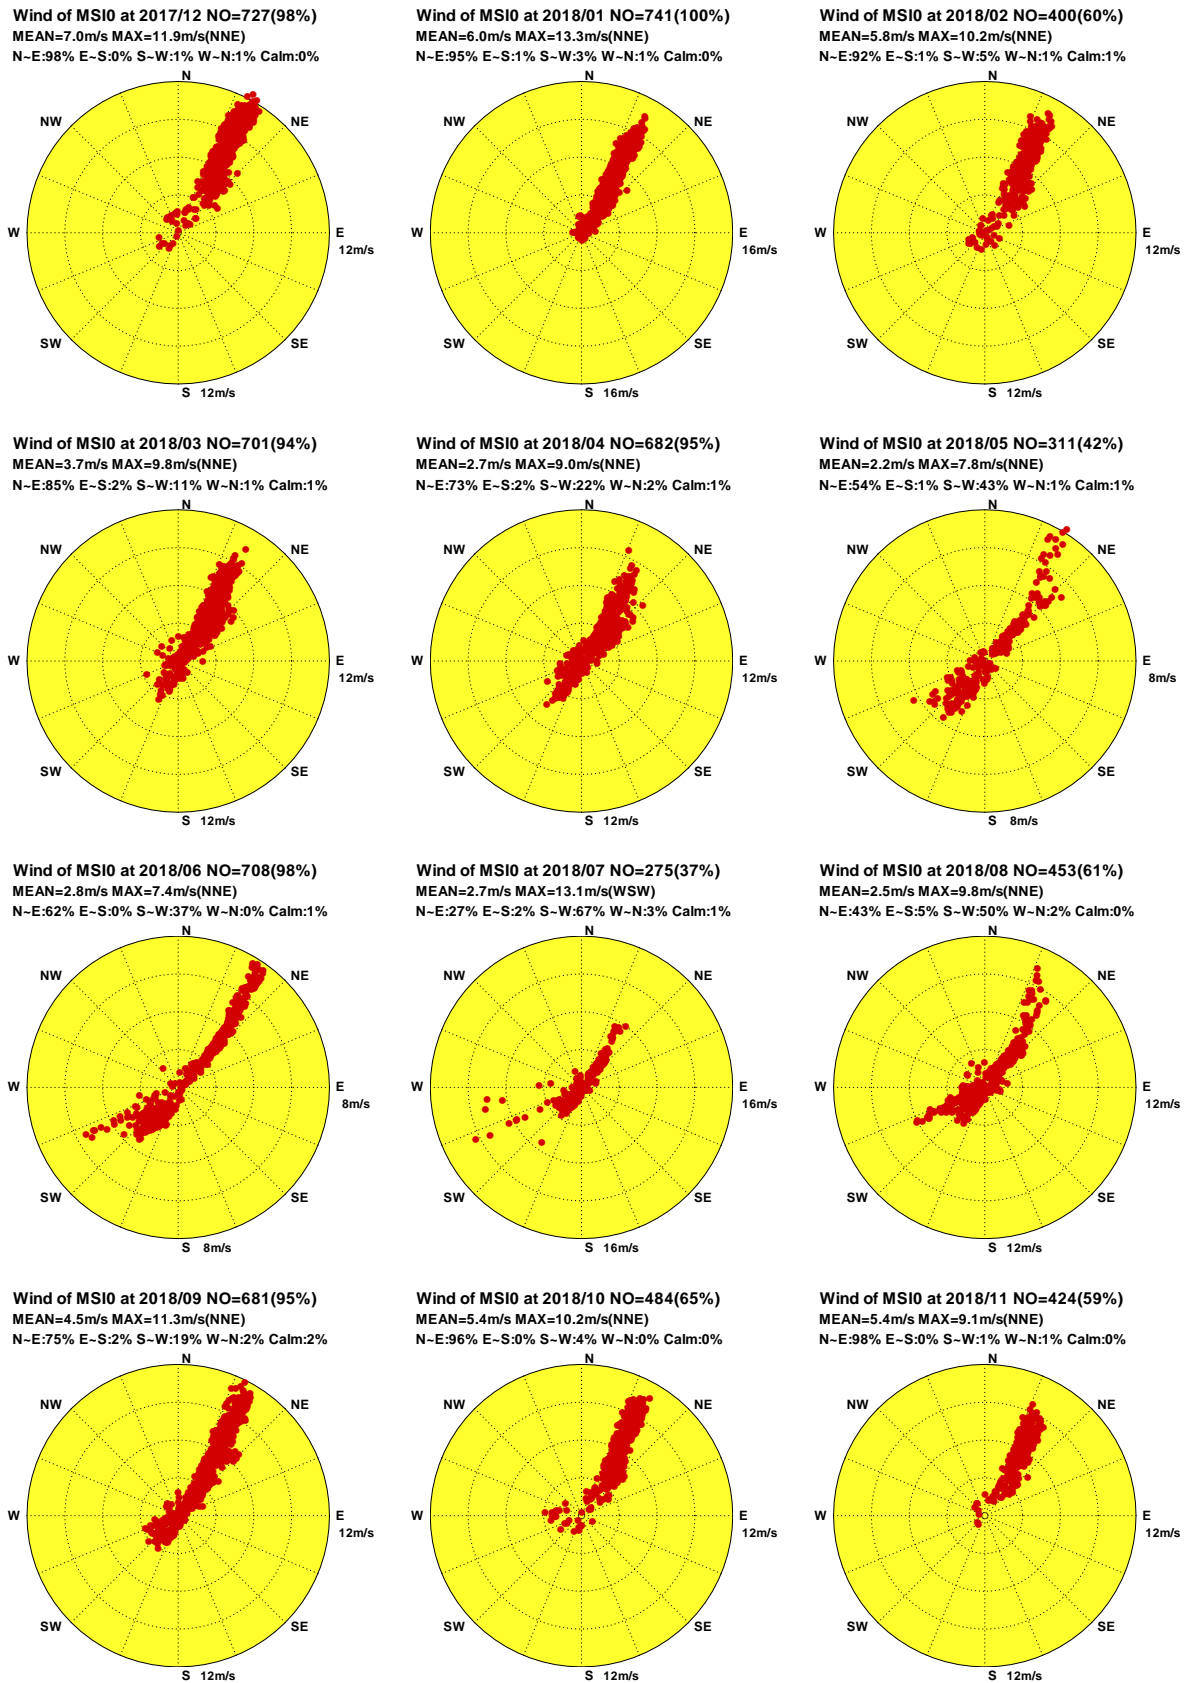 Wind of MSI0 at 2017/12 NO=727(98%)
MEAN=7.0m/s MAX=11.9m/s(NNE)
N~E:98% E~S:0% S~W:1% W~N:1% Calm:0%
N
NW
NE
W
E
12m/s
SW
SE
S 12m/s
Wind of MSI0 at 2018/01 NO=741(100%)
MEAN=6.0m/s MAX=13.3m/s(NNE)
N~E:95% E~S:1% S~W:3% W~N:1% Calm:0%
N
NW
NE
W
E
16m/s
SW
SE
S 16m/s
Wind of MSI0 at 2018/02 NO=400(60%)
MEAN=5.8m/s MAX=10.2m/s(NNE)
N~E:92% E~S:1% S~W:5% W~N:1% Calm:1%
N
NW
NE
W
E
12m/s
SW
SE
S 12m/s
Wind of MSI0 at 2018/03 NO=701(94%)
MEAN=3.7m/s MAX=9.8m/s(NNE)
N~E:85% E~S:2% S~W:11% W~N:1% Calm:1%
N
NW
NE
W
E
12m/s
SW
SE
S 12m/s
Wind of MSI0 at 2018/04 NO=682(95%)
MEAN=2.7m/s MAX=9.0m/s(NNE)
N~E:73% E~S:2% S~W:22% W~N:2% Calm:1%
N
NW
NE
W
E
12m/s
SW
SE
S 12m/s
Wind of MSI0 at 2018/05 NO=311(42%)
MEAN=2.2m/s MAX=7.8m/s(NNE)
N~E:54% E~S:1% S~W:43% W~N:1% Calm:1%
N
NW
NE
W
E
8m/s
SW
SE
S 8m/s
Wind of MSI0 at 2018/06 NO=708(98%)
MEAN=2.8m/s MAX=7.4m/s(NNE)
N~E:62% E~S:0% S~W:37% W~N:0% Calm:1%
N
NW
NE
W
E
8m/s
SW
SE
S 8m/s
Wind of MSI0 at 2018/07 NO=275(37%)
MEAN=2.7m/s MAX=13.1m/s(WSW)
N~E:27% E~S:2% S~W:67% W~N:3% Calm:1%
N
NW
NE
W
E
16m/s
SW
SE
S 16m/s
Wind of MSI0 at 2018/08 NO=453(61%)
MEAN=2.5m/s MAX=9.8m/s(NNE)
N~E:43% E~S:5% S~W:50% W~N:2% Calm:0%
N
NW
NE
W
E
12m/s
SW
SE
S 12m/s
Wind of MSI0 at 2018/09 NO=681(95%)
MEAN=4.5m/s MAX=11.3m/s(NNE)
N~E:75% E~S:2% S~W:19% W~N:2% Calm:2%
N
NW
NE
W
E
12m/s
SW
SE
S 12m/s
Wind of MSI0 at 2018/10 NO=484(65%)
MEAN=5.4m/s MAX=10.2m/s(NNE)
N~E:96% E~S:0% S~W:4% W~N:0% Calm:0%
N
NW
NE
W
E
12m/s
SW
SE
S 12m/s
Wind of MSI0 at 2018/11 NO=424(59%)
MEAN=5.4m/s MAX=9.1m/s(NNE)
N~E:98% E~S:0% S~W:1% W~N:1% Calm:0%
N
NW
NE
W
E
12m/s
SW
SE
S 12m/s